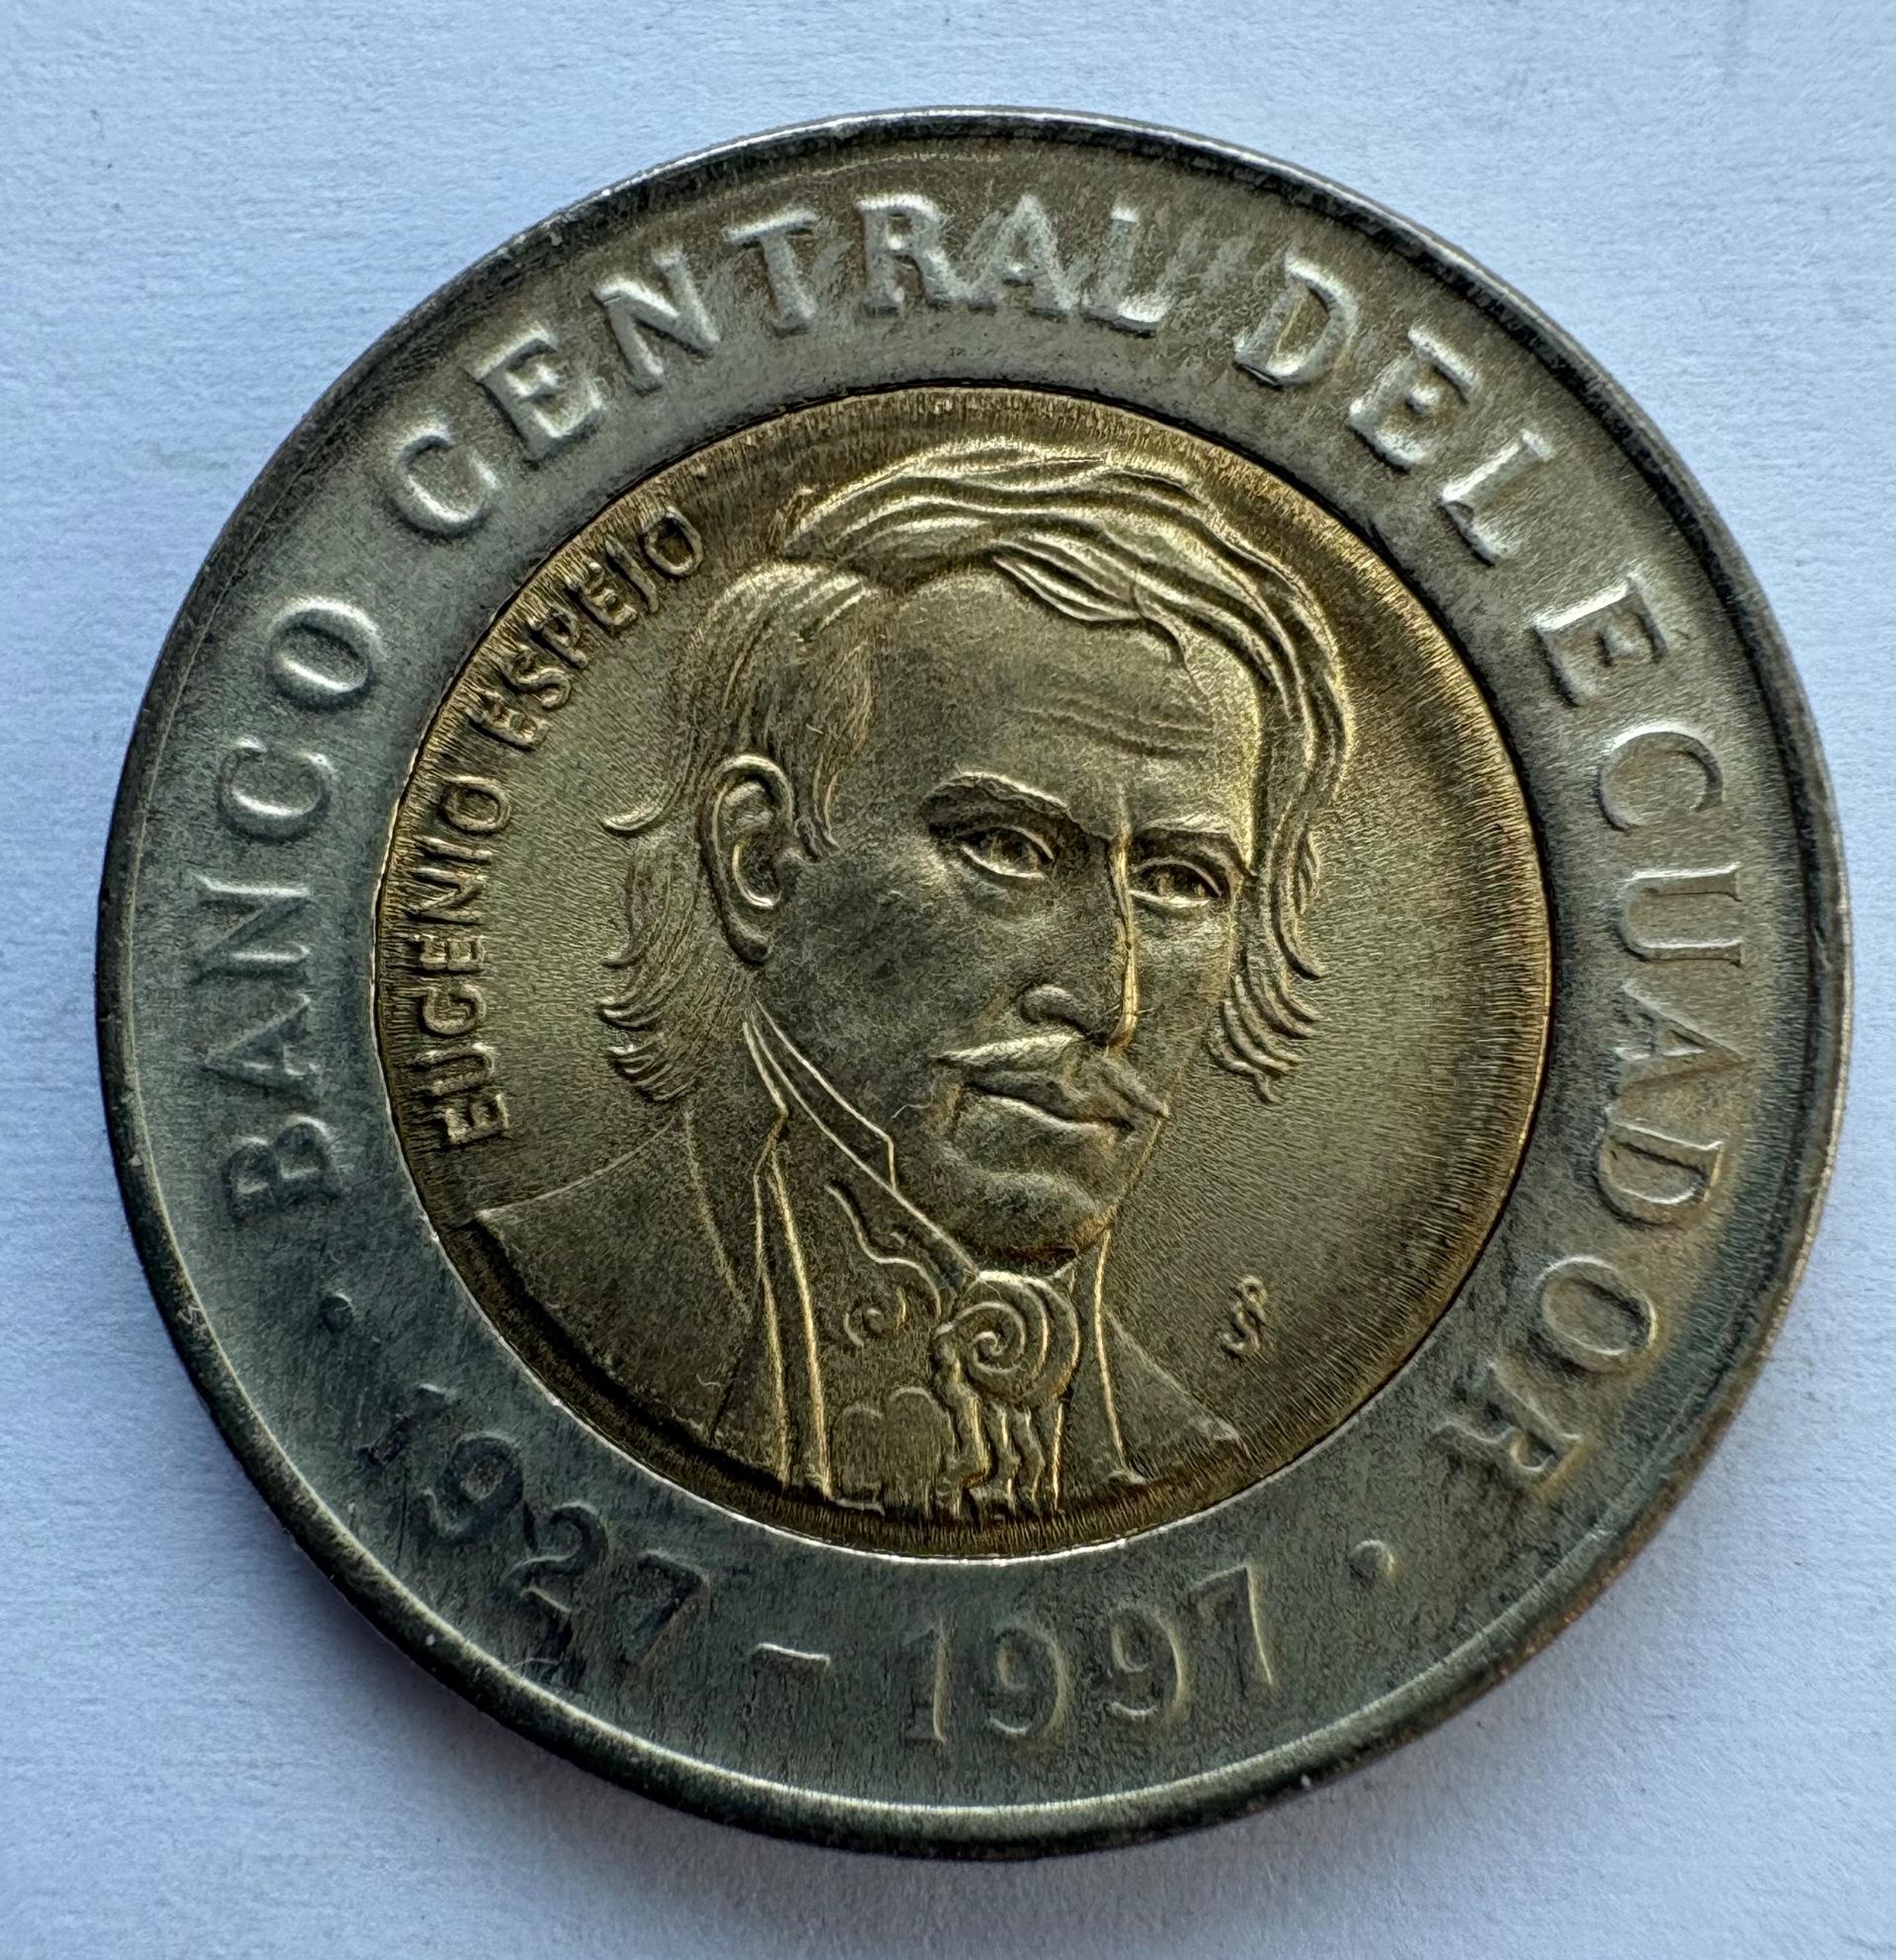 BANCO CENTRAL DEL ECUADOR
· 1927 - 1997 ·
EUGENIO ESPEJO